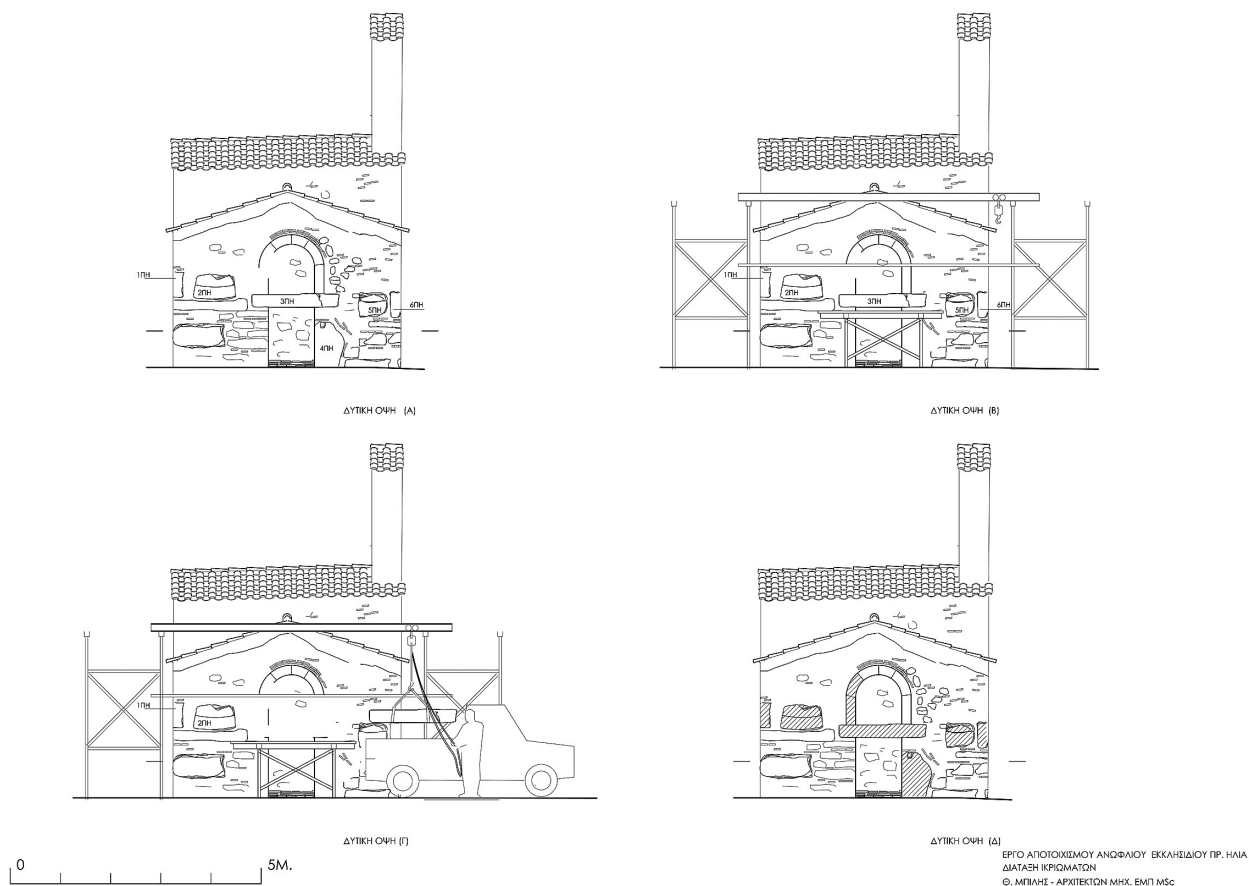 1ΠΗ
2ΠΗ
3ΠΗ
4ΠΗ
5ΠΗ
6ΠΗ
ΔΥΤΙΚΗ ΟΨΗ (Α)
1ΠΗ
2ΠΗ
3ΠΗ
5ΠΗ
6ΠΗ
ΔΥΤΙΚΗ ΟΨΗ (Β)
1ΠΗ
2ΠΗ
ΔΥΤΙΚΗ ΟΨΗ (Γ)
ΔΥΤΙΚΗ ΟΨΗ (Δ)
0 5Μ.
ΕΡΓΟ ΑΠΟΤΟΙΧΙΣΜΟΥ ΑΝΩΦΛΙΟΥ ΕΚΚΛΗΣΙΔΙΟΥ ΠΡ. ΗΛΙΑ
ΔΙΑΤΑΞΗ ΙΚΡΙΩΜΑΤΩΝ
Θ. ΜΠΙΛΗΣ - ΑΡΧΙΤΕΚΤΩΝ ΜΗΧ. ΕΜΠ MSc